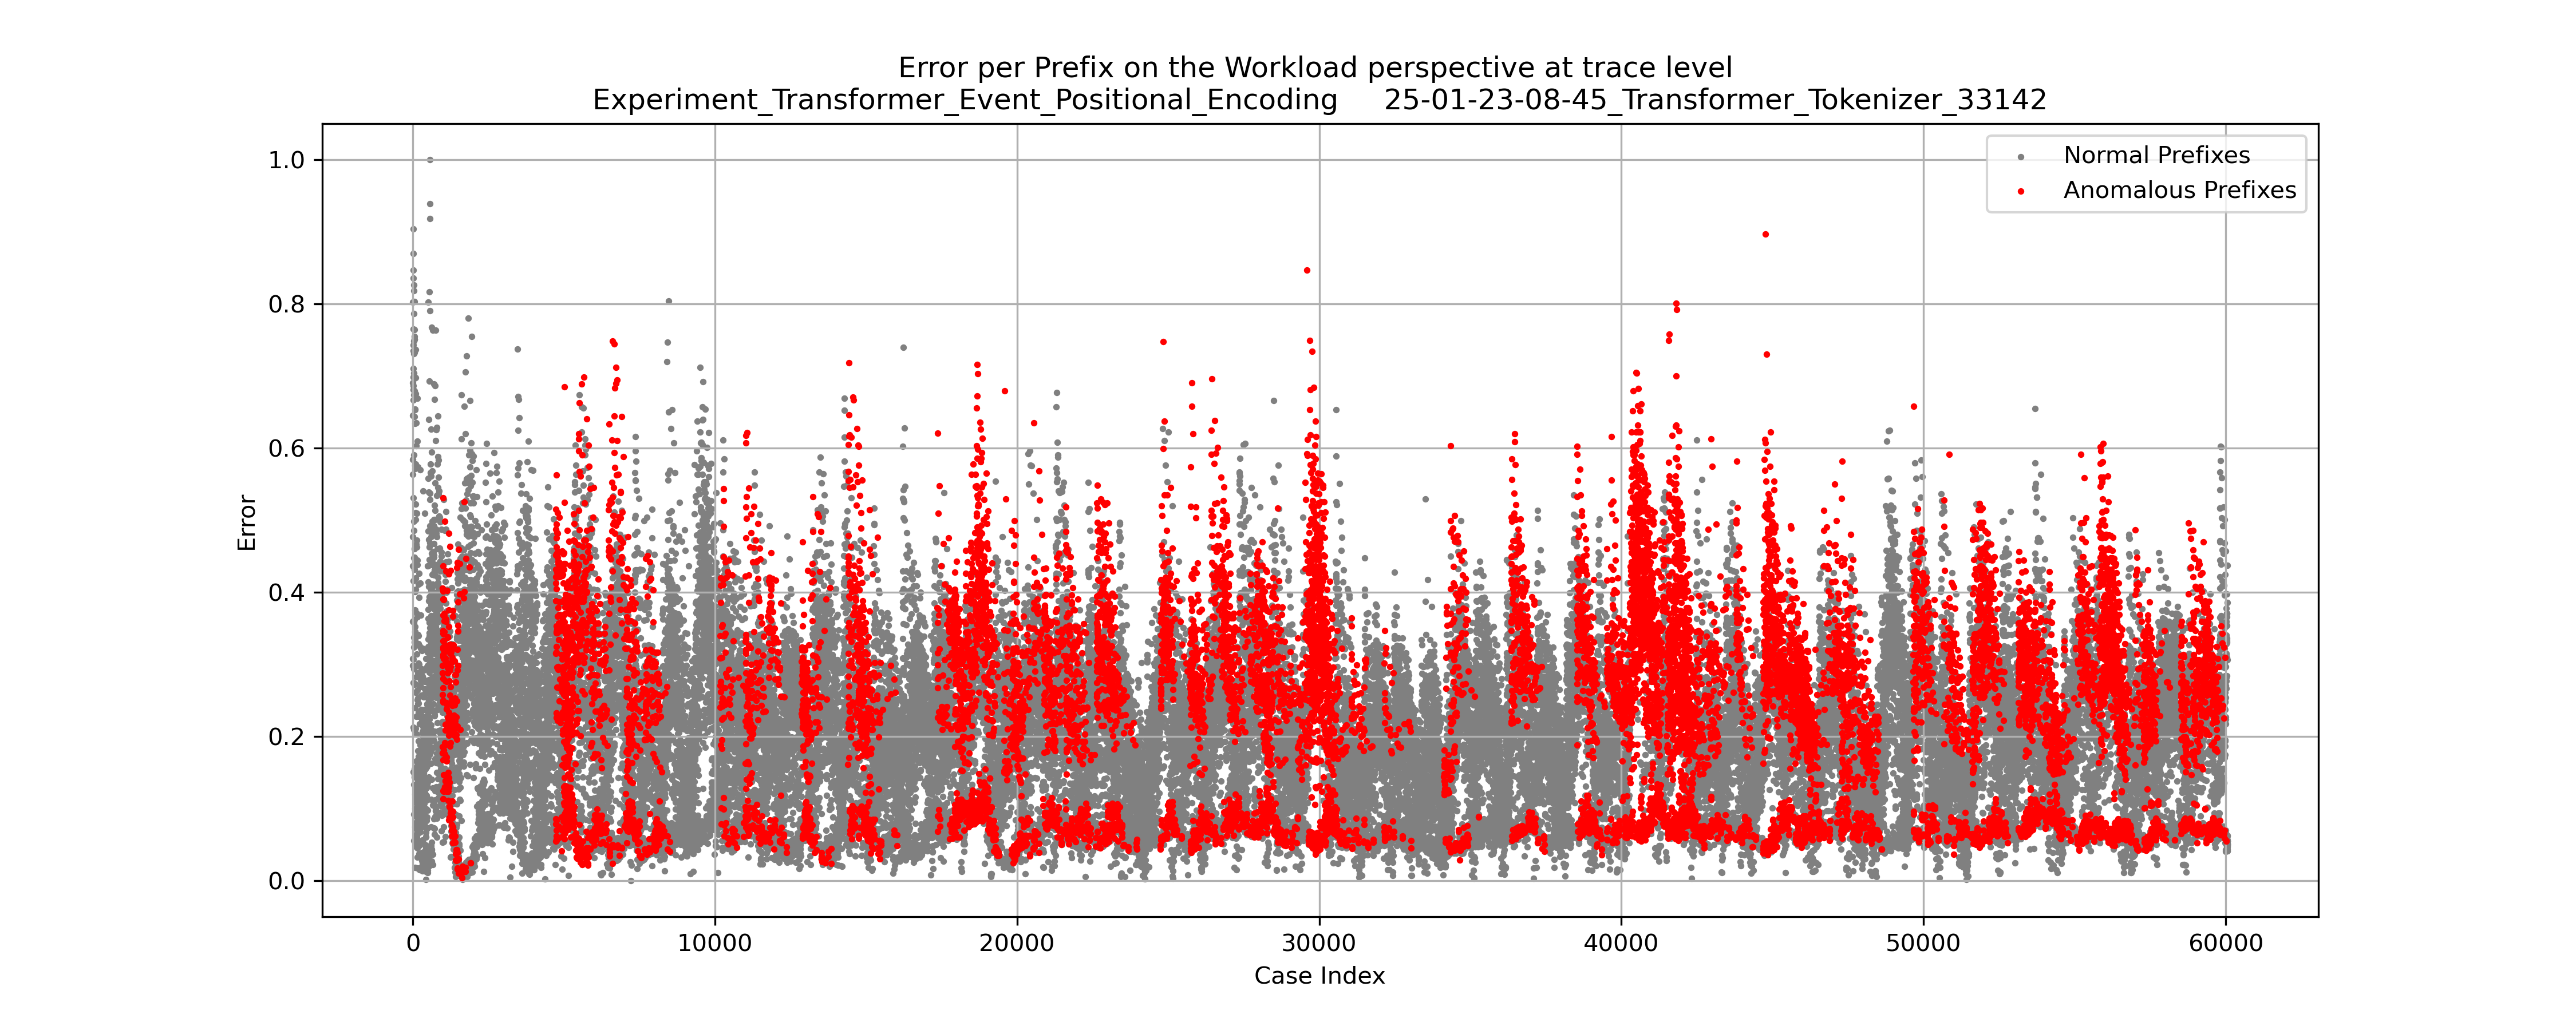 Error per Prefix on the Workload perspective at trace level
Experiment_Transformer_Event_Positional_Encoding 25-01-23-08-45_Transformer_Tokenizer_33142
Normal Prefixes
Anomalous Prefixes
1.0
0.8
0.6
0.4
0.2
0.0
Error
0 10000 20000 30000 40000 50000 60000
Case Index